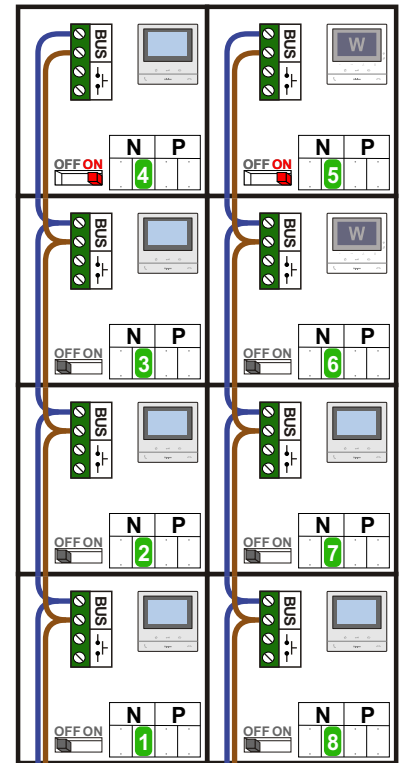 BUS
N P
OFF ON
4
BUS
W
N P
OFF ON
5
BUS
N P
OFF ON
3
BUS
W
N P
OFF ON
6
BUS
N P
OFF ON
2
BUS
N P
OFF ON
7
BUS
N P
OFF ON
1
BUS
N P
OFF ON
8